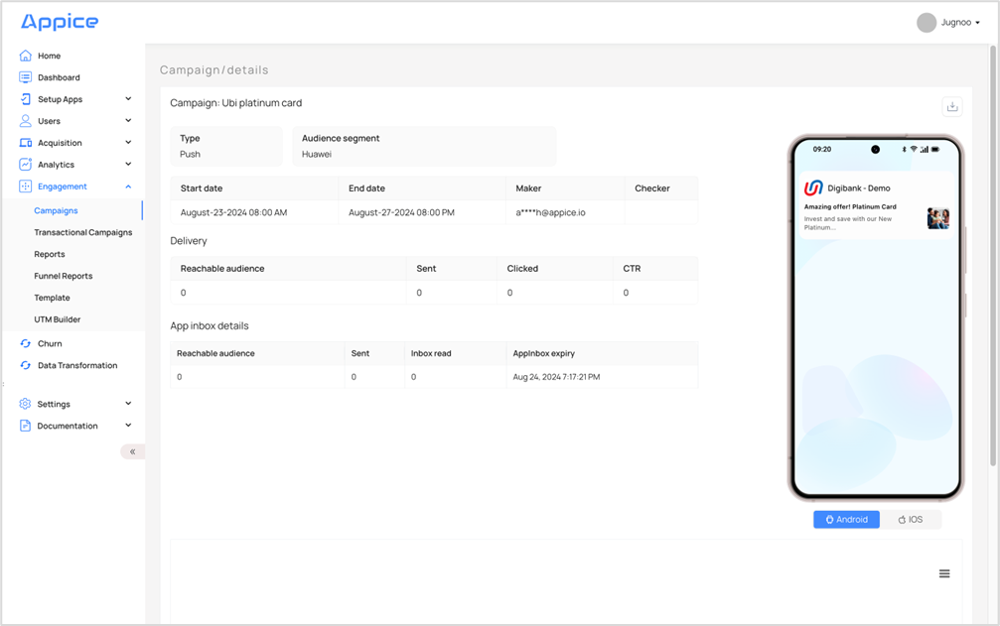 Appice
Jugnoo
Home
Dashboard
Setup Apps
Users
Acquisition
Analytics
Engagement
Campaigns
Transactional Campaigns
Reports
Funnel Reports
Template
UTM Builder
Churn
Data Transformation
Settings
Documentation
«
Campaign/details
Campaign: Ubi platinum card
Type
Push
Audience segment
Huawei
Start date End date Maker Checker
August-23-2024 08:00 AM August-27-2024 08:00 PM a****h@appice.io
Delivery
Reachable audience Sent Clicked CTR
0 0 0 0
App inbox details
Reachable audience Sent Inbox read AppInbox expiry
0 0 0 Aug 24, 2024 7:17:21 PM
09:20
Digibank - Demo
Amazing offer! Platinum Card
Invest and save with our New
Platinum...
Android
IOS